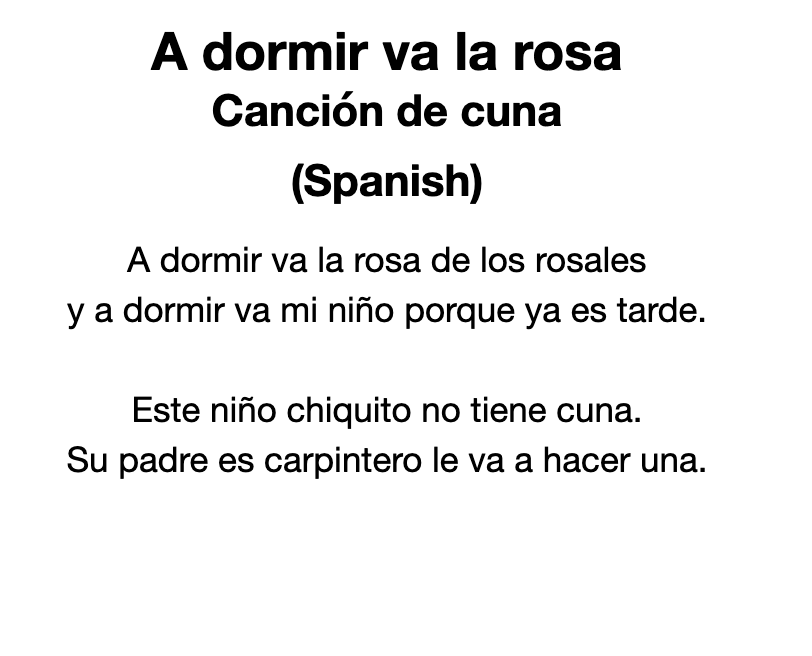 A dormir va la rosa
Canción de cuna
(Spanish)
A dormir va la rosa de los rosales
y a dormir va mi niño porque ya es tarde.
Este niño chiquito no tiene cuna.
Su padre es carpintero le va a hacer una.